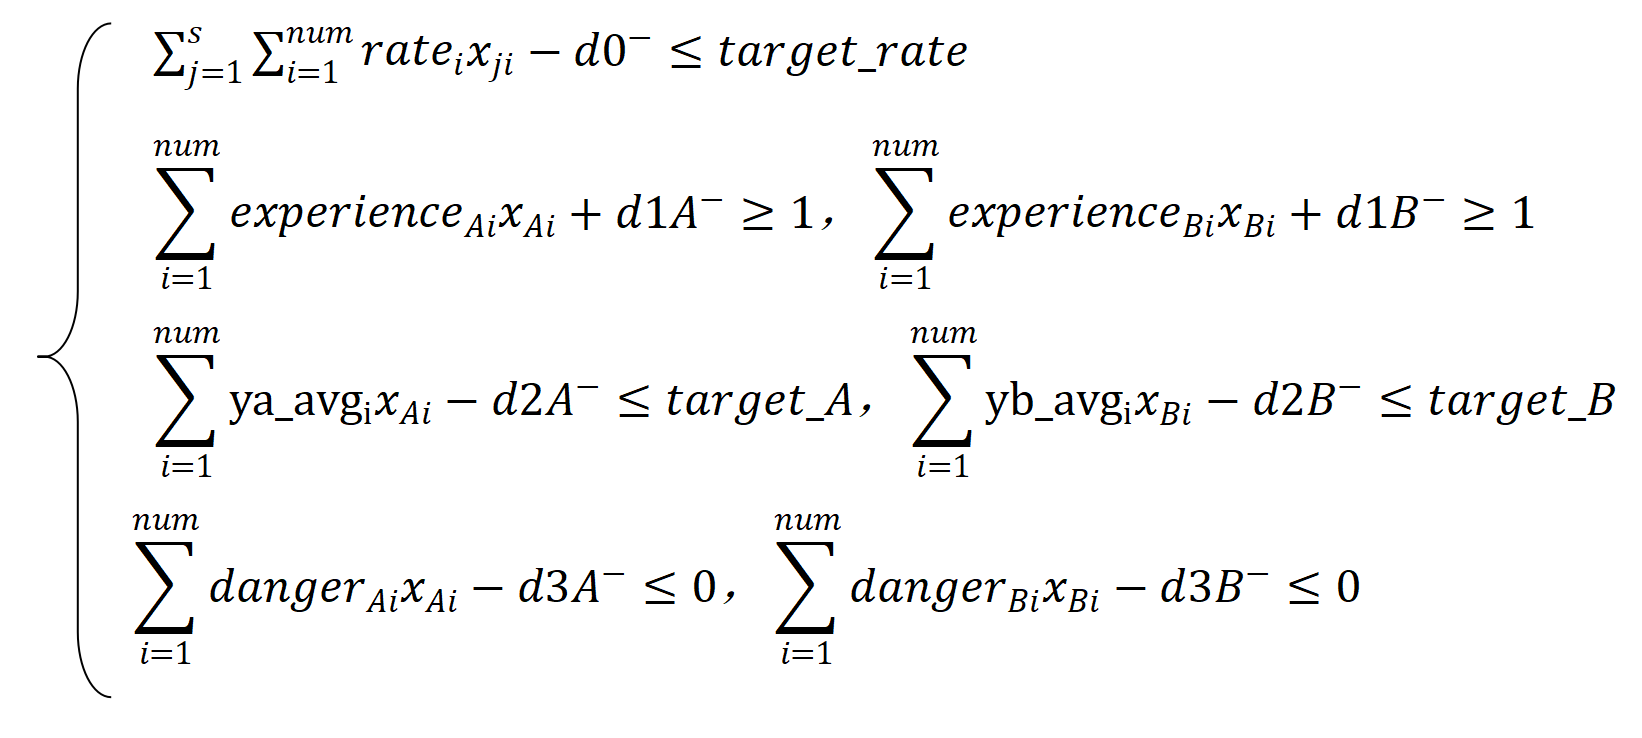 ∑_{j=1}^{s} ∑_{i=1}^{num} rate_i x_{ji} − d0⁻ ≤ target_rate
∑_{i=1}^{num} experience_{Ai} x_{Ai} + d1A⁻ ≥ 1， ∑_{i=1}^{num} experience_{Bi} x_{Bi} + d1B⁻ ≥ 1
∑_{i=1}^{num} ya_avg_i x_{Ai} − d2A⁻ ≤ target_A， ∑_{i=1}^{num} yb_avg_i x_{Bi} − d2B⁻ ≤ target_B
∑_{i=1}^{num} danger_{Ai} x_{Ai} − d3A⁻ ≤ 0， ∑_{i=1}^{num} danger_{Bi} x_{Bi} − d3B⁻ ≤ 0